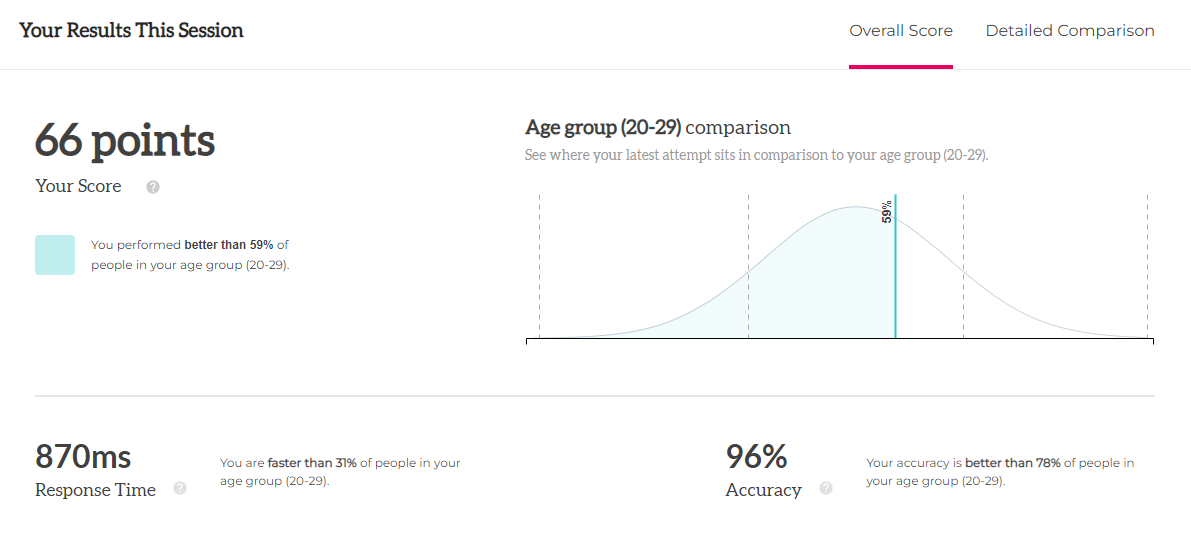 Your Results This Session
Overall Score
Detailed Comparison
66 points
Your Score ?
You performed better than 59% of
people in your age group (20-29).
Age group (20-29) comparison
See where your latest attempt sits in comparison to your age group (20-29).
59%
870ms
Response Time ?
You are faster than 31% of people in your
age group (20-29).
96%
Accuracy ?
Your accuracy is better than 78% of people in
your age group (20-29).